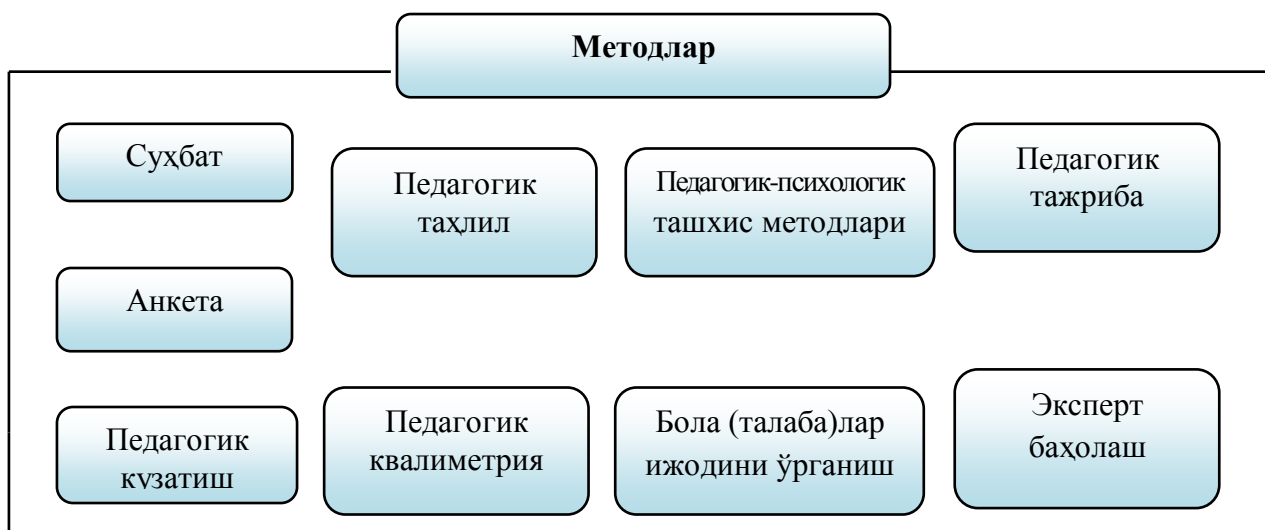 Методлар
Суҳбат
Педагогик
таҳлил
Педагогик-психологик
ташхис методлари
Педагогик
тажриба
Анкета
Педагогик
кузатиш
Педагогик
квалиметрия
Бола (талаба)лар
ижодини ўрганиш
Эксперт
баҳолаш